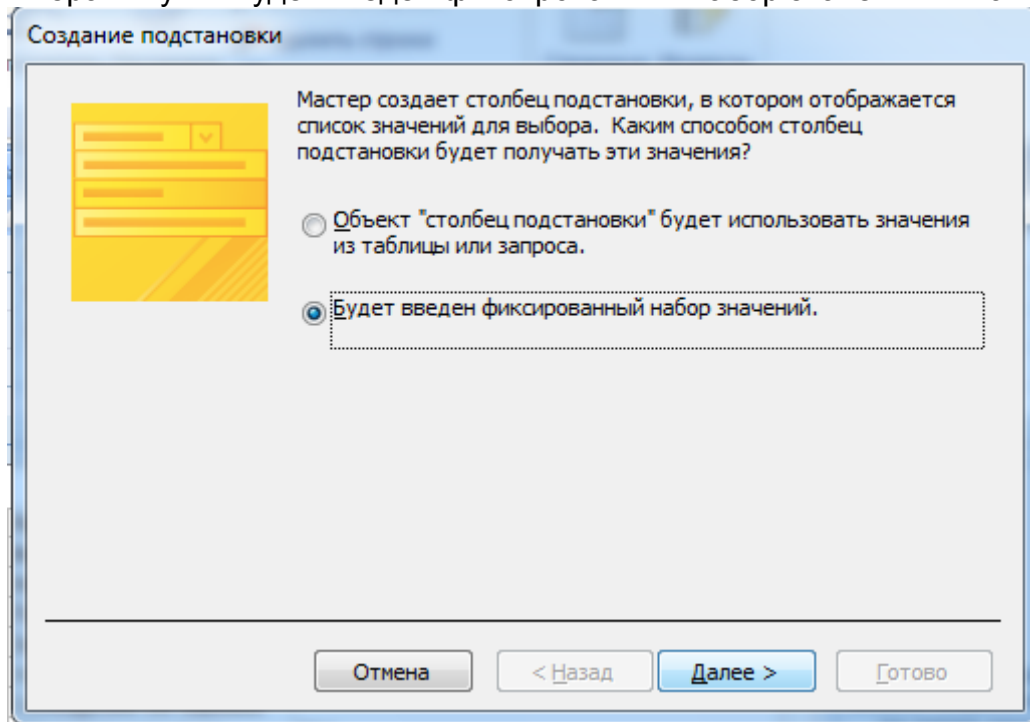 Создание подстановки
Мастер создает столбец подстановки, в котором отображается
список значений для выбора. Каким способом столбец
подстановки будет получать эти значения?
Объект "столбец подстановки" будет использовать значения
из таблицы или запроса.
Будет введен фиксированный набор значений.
Отмена
< Назад
Далее >
Готово